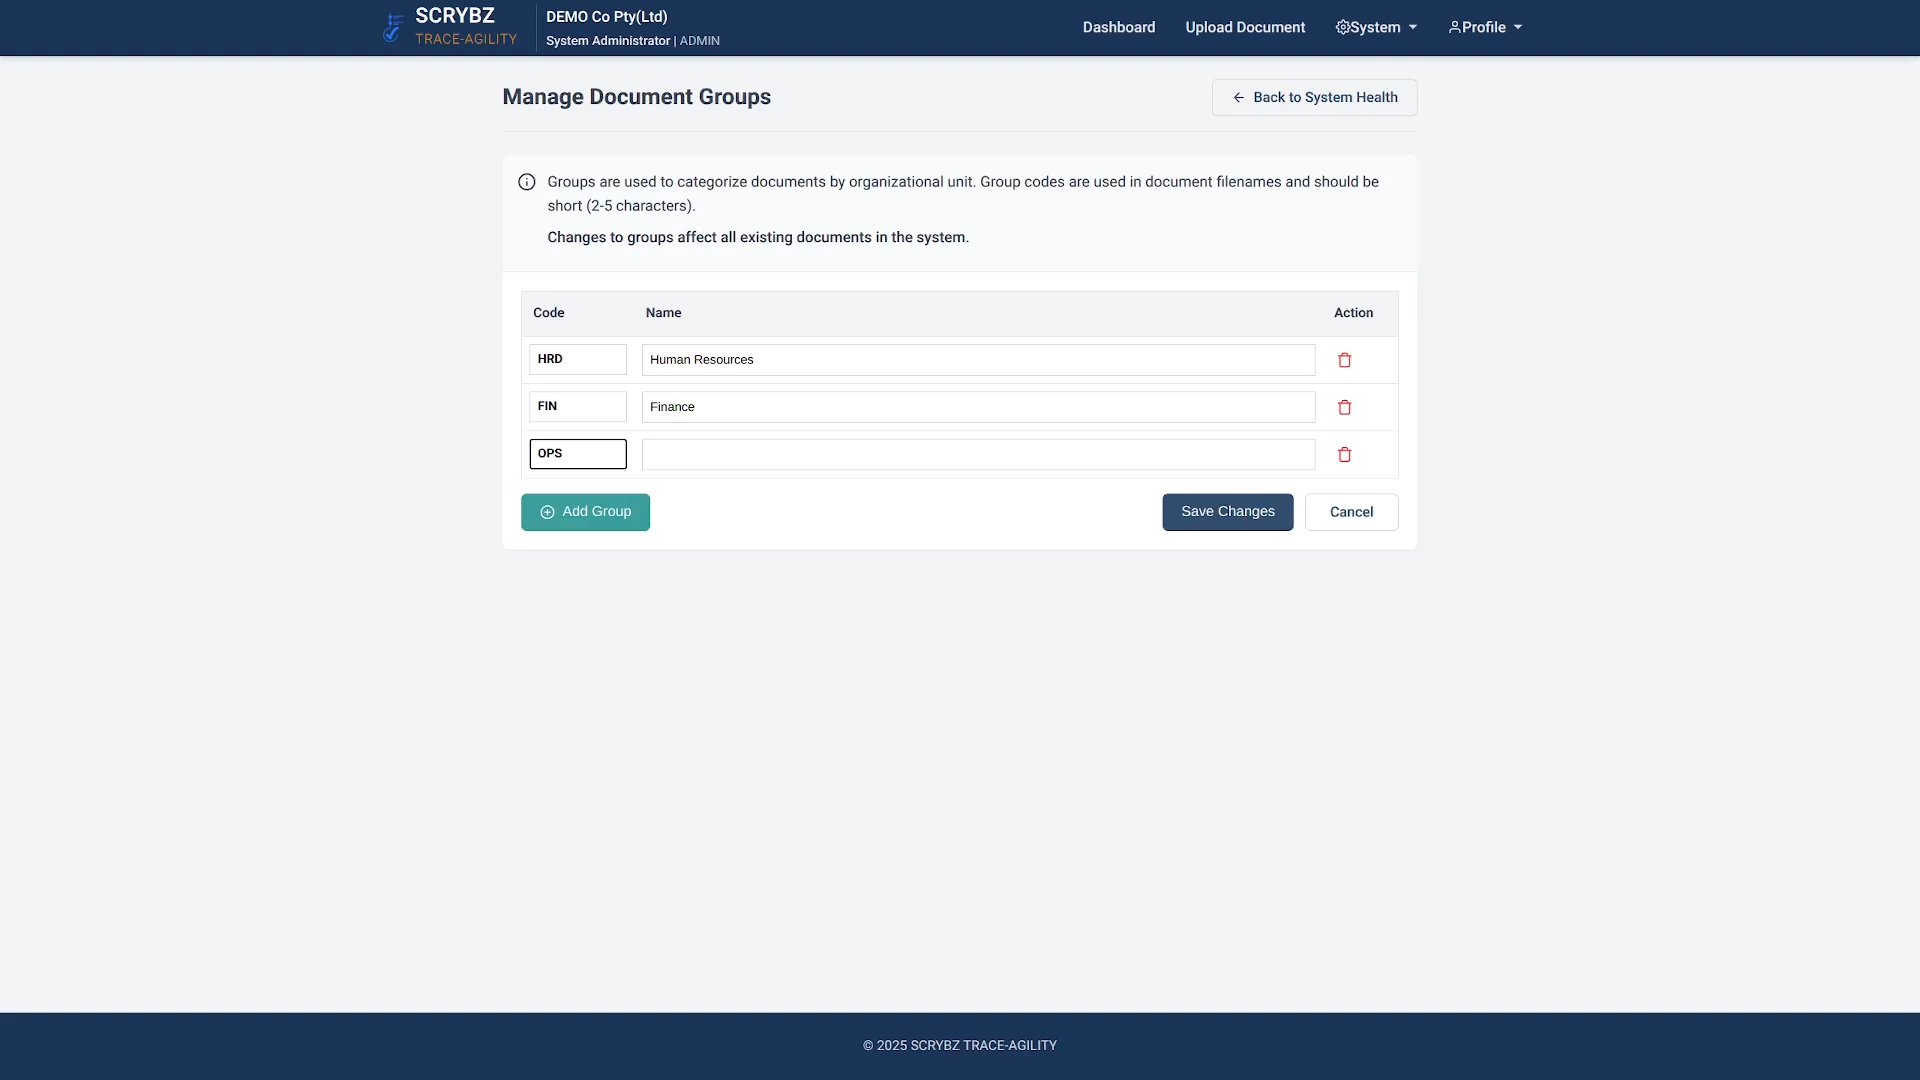 SCRYBZ
TRACE-AGILITY
DEMO Co Pty(Ltd)
System Administrator | ADMIN
Dashboard
Upload Document
System
Profile
Manage Document Groups
Back to System Health
Groups are used to categorize documents by organizational unit. Group codes are used in document filenames and should be
short (2-5 characters).
Changes to groups affect all existing documents in the system.
Code Name Action
HRD Human Resources
FIN Finance
OPS
Add Group
Save Changes
Cancel
© 2025 SCRYBZ TRACE-AGILITY